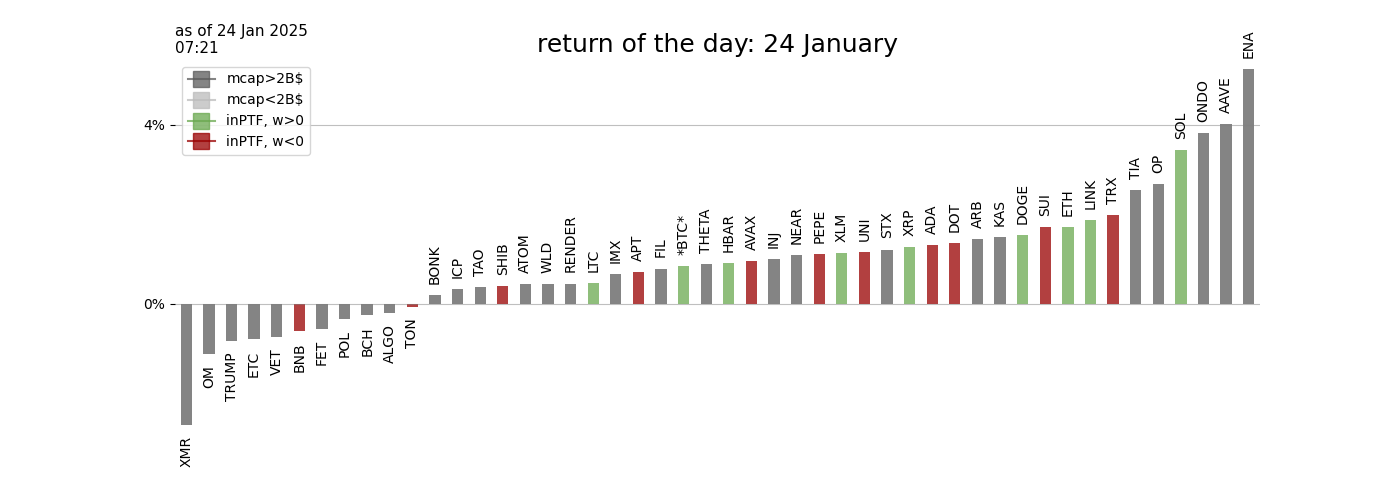 as of 24 Jan 2025
07:21
return of the day: 24 January
mcap>2B$
mcap<2B$
inPTF, w>0
inPTF, w<0
4%
0%
XMR
OM
TRUMP
ETC
VET
BNB
FET
POL
BCH
ALGO
TON
BONK
ICP
TAO
SHIB
ATOM
WLD
RENDER
LTC
IMX
APT
FIL
*BTC*
THETA
HBAR
AVAX
INJ
NEAR
PEPE
XLM
UNI
STX
XRP
ADA
DOT
ARB
KAS
DOGE
SUI
ETH
LINK
TRX
TIA
OP
SOL
ONDO
AAVE
ENA